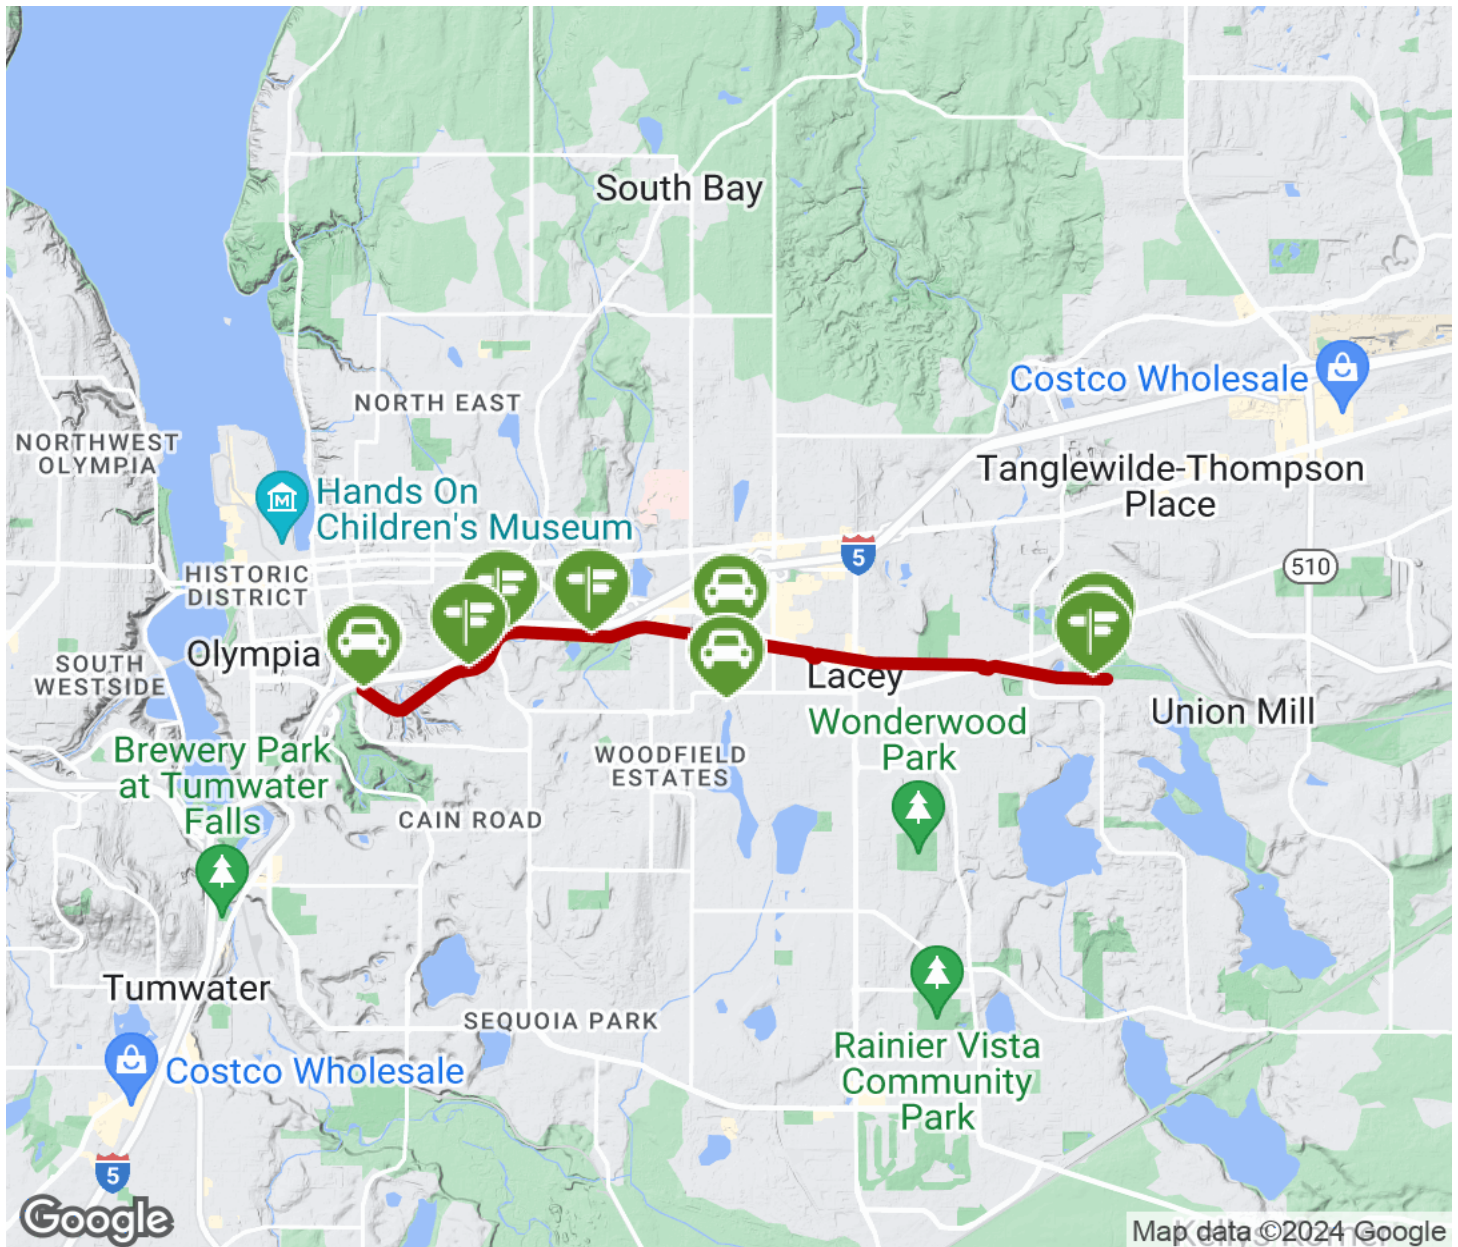 South Bay
Costco Wholesale
NORTH EAST
NORTHWEST
OLYMPIA
Tanglewilde-Thompson
Place
Hands On
Children's Museum
M
5
510
HISTORIC
DISTRICT
Olympia
SOUTH
WESTSIDE
Lacey
Union Mill
Wonderwood
Park
Brewery Park
at Tumwater
Falls
WOODFIELD
ESTATES
CAIN ROAD
Tumwater
SEQUOIA PARK
Rainier Vista
Community
Park
Costco Wholesale
5
Google
Map data ©2024 Google